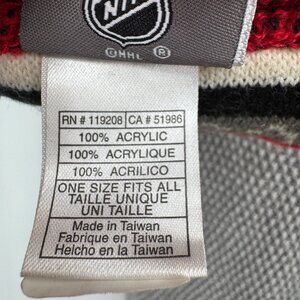 NHL
©NHL ®
RN # 119208 CA # 51986
100% ACRYLIC
100% ACRYLIQUE
100% ACRILICO
ONE SIZE FITS ALL
TAILLE UNIQUE
UNI TAILLE
Made in Taiwan
Fabrique en Taiwan
Helcho en la Taiwan